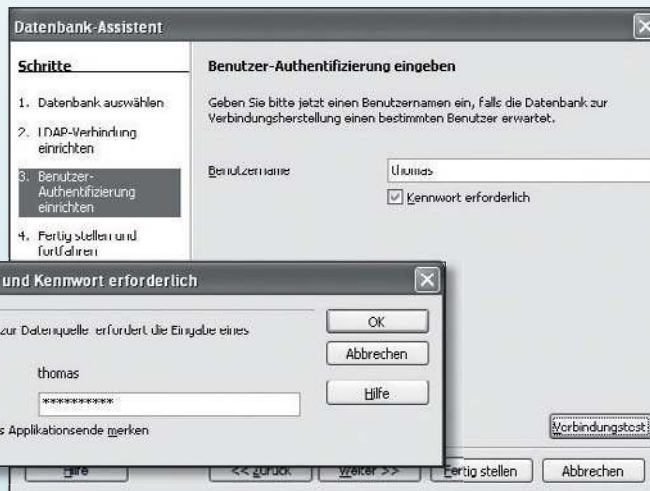 Datenbank-Assistent
Schritte
1. Datenbank auswählen
2. LDAP-Verbindung
einrichten
3. Benutzer-
Authentifizierung
einrichten
4. Fertig stellen und
fortfahren
Benutzer-Authentifizierung eingeben
Geben Sie bitte jetzt einen Benutzernamen ein, falls die Datenbank zur
Verbindungsherstellung einen bestimmten Benutzer erwartet.
Benutzername
thomas
Kennwort erforderlich
Verbindungstest
und Kennwort erforderlich
zur Datenquelle erfordert die Eingabe eines
thomas
**********
s Applikationsende merken
OK
Abbrechen
Hilfe
Hilfe
<< Zurück
Weiter >>
Fertig stellen
Abbrechen